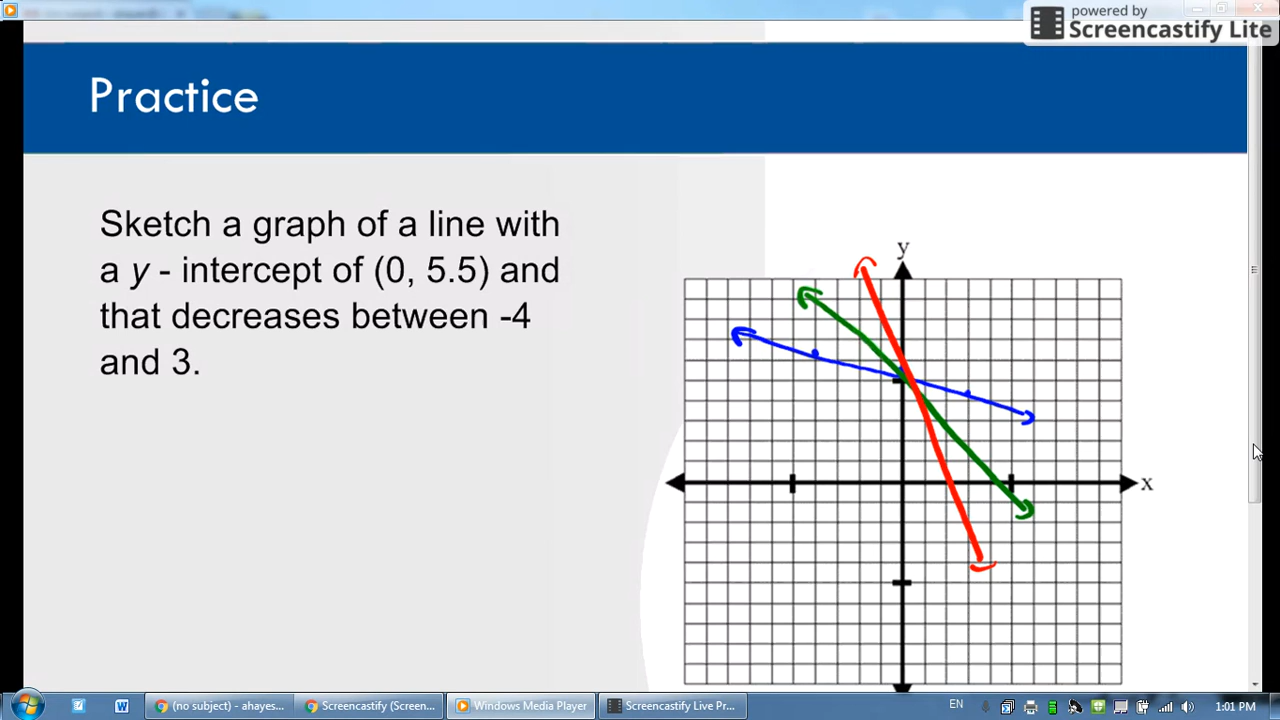 powered by
Screencastify Lite
Practice
Sketch a graph of a line with
a y - intercept of (0, 5.5) and
that decreases between -4
and 3.
y
x
(no subject) - ahayes...
Screencastify (Screen...
Windows Media Player
Screencastify Live Pr...
EN
1:01 PM